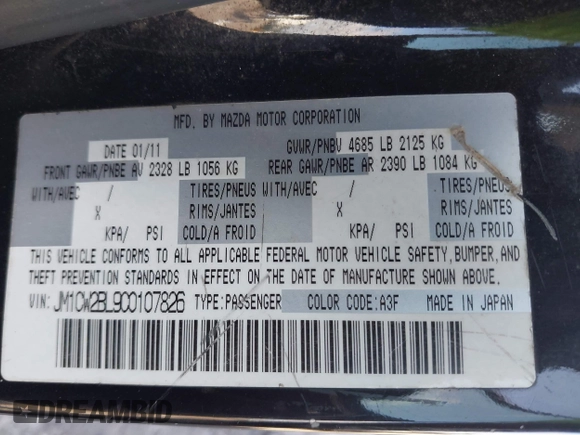 MFD. BY MAZDA MOTOR CORPORATION
DATE 01/11 GVWR/PNBV 4685 LB 2125 KG
FRONT GAWR/PNBE AV 2328 LB 1056 KG REAR GAWR/PNBE AR 2390 LB 1084 KG
WITH/AVEC / TIRES/PNEUS WITH/AVEC / TIRES/PNEUS
X RIMS/JANTES X RIMS/JANTES
KPA/ PSI COLD/A FROID KPA/ PSI COLD/A FROID
THIS VEHICLE CONFORMS TO ALL APPLICABLE FEDERAL MOTOR VEHICLE SAFETY,BUMPER,AND
THEFT PREVENTION STANDARDS IN EFFECT ON THE DATE OF MANUFACTURE SHOWN ABOVE.
VIN: JM1CW2BL9C0107826 TYPE:PASSENGER COLOR CODE:A3F MADE IN JAPAN
DREAMBID